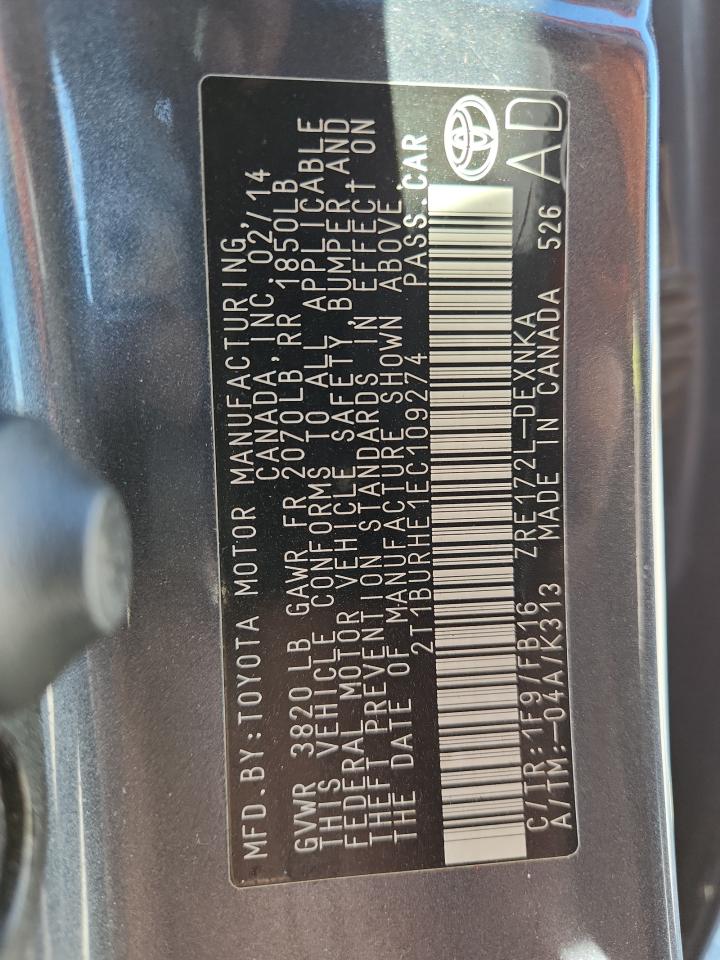 MFD.BY:TOYOTA MOTOR MANUFACTURING,
CANADA,INC. 02/14
GVWR 3820LB GAWR FR 2070LB,RR 1850LB
THIS VEHICLE CONFORMS TO ALL APPLICABLE
FEDERAL MOTOR VEHICLE SAFETY, BUMPER, AND
THEFT PREVENTION STANDARDS IN EFFECT ON
THE DATE OF MANUFACTURE SHOWN ABOVE.
2T1BURHE1EC109274 PASS.CAR
C/TR:1F9/FB16 ZRE172L-DEXNKA
A/TM:-04A/K313 MADE IN CANADA 526
AD